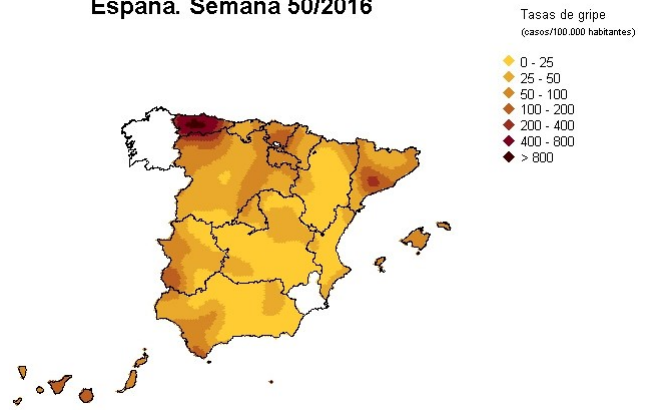 España. Semana 50/2016
Tasas de gripe
(casos/100.000 habitantes)
0 - 25
25 - 50
50 - 100
100 - 200
200 - 400
400 - 800
> 800